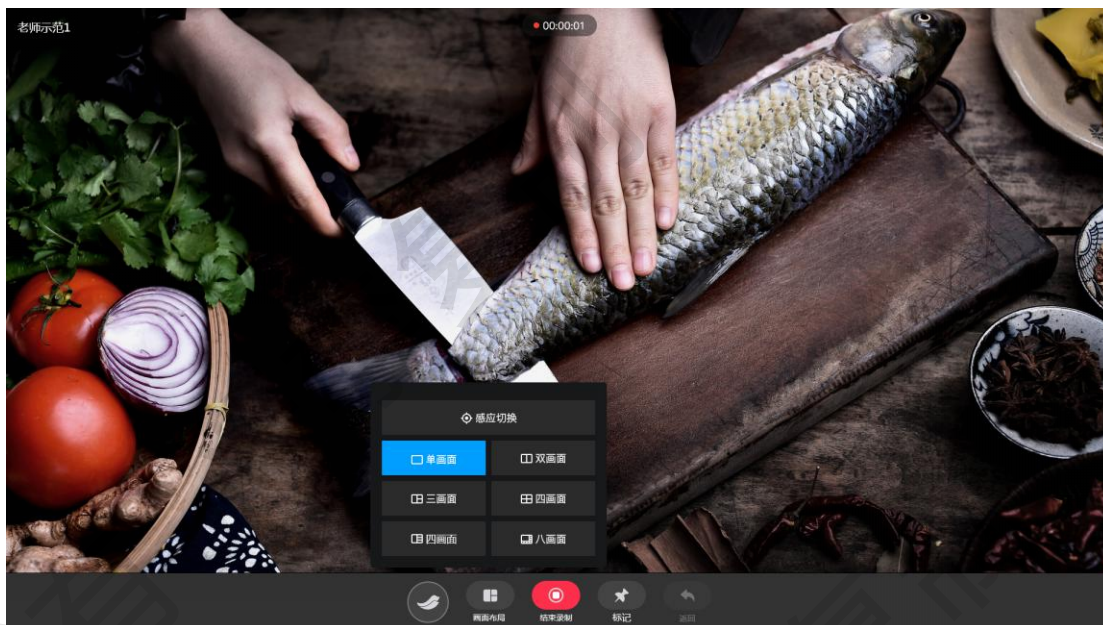 老师示范1
00:00:01
感应切换
单画面
双画面
三画面
四画面
四画面
八画面
画面布局
结束录制
标记
返回